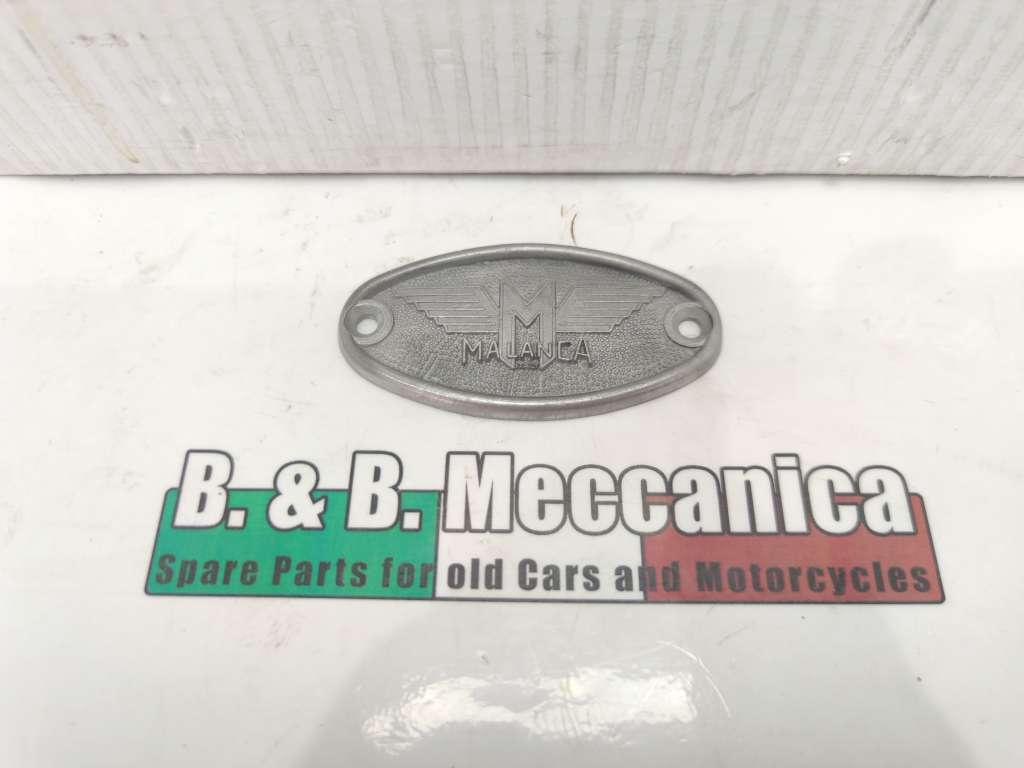 M
MALANCA
B. & B. Meccanica
Spare Parts for old Cars and Motorcycles